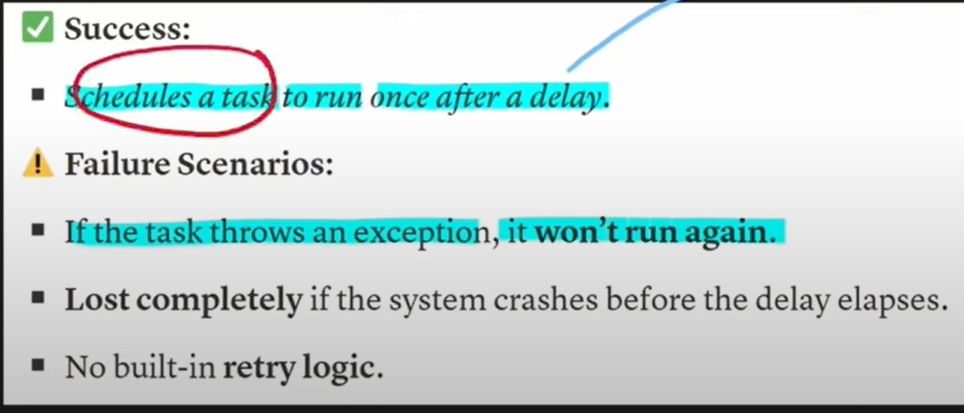 ✅ Success:
▪ Schedules a task to run once after a delay.
⚠️ Failure Scenarios:
▪ If the task throws an exception, it won’t run again.
▪ Lost completely if the system crashes before the delay elapses.
▪ No built-in retry logic.